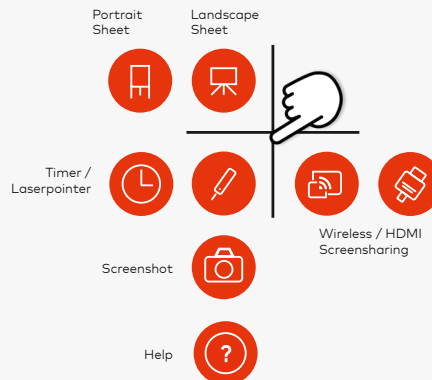 Portrait
Sheet
Landscape
Sheet
Timer /
Laserpointer
Wireless / HDMI
Screensharing
Screenshot
Help
?